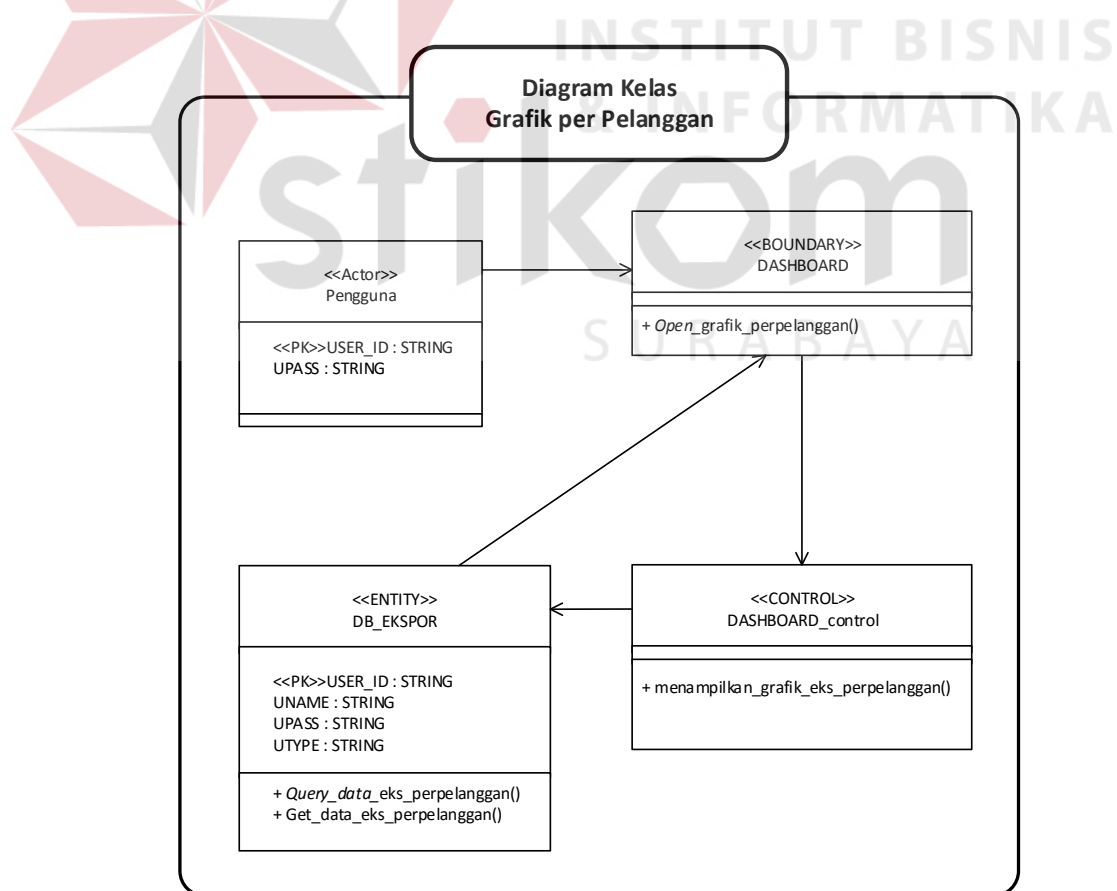 INSTITUT BISNIS
& INFORMATIKA
stikom
SURABAYA
Diagram Kelas
Grafik per Pelanggan
<<Actor>>
Pengguna
<<PK>>USER_ID : STRING
UPASS : STRING
<<BOUNDARY>>
DASHBOARD
+ Open_grafik_perpelanggan()
<<ENTITY>>
DB_EKSPOR
<<PK>>USER_ID : STRING
UNAME : STRING
UPASS : STRING
UTYPE : STRING
+ Query_data_eks_perpelanggan()
+ Get_data_eks_perpelanggan()
<<CONTROL>>
DASHBOARD_control
+ menampilkan_grafik_eks_perpelanggan()